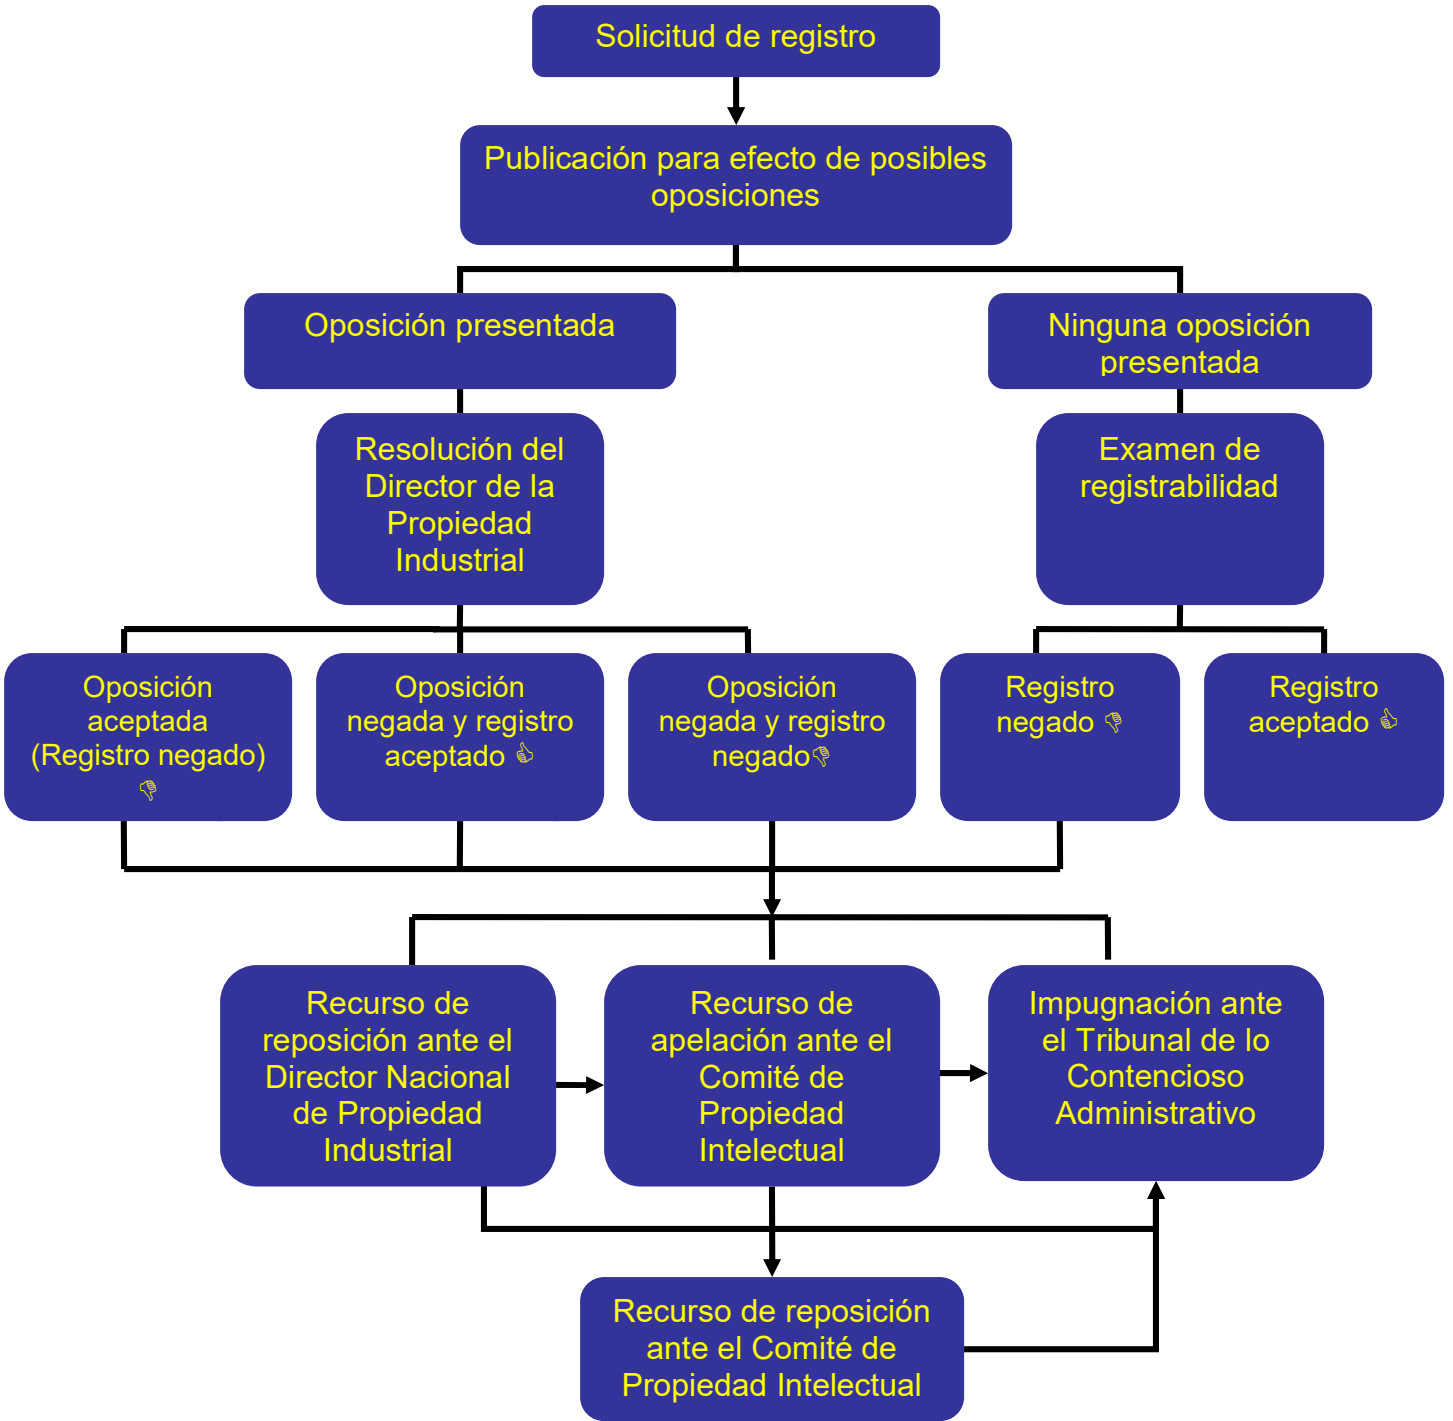 Solicitud de registro
Publicación para efecto de posibles
oposiciones
Oposición presentada
Ninguna oposición
presentada
Resolución del
Director de la
Propiedad
Industrial
Examen de
registrabilidad
Oposición
aceptada
(Registro negado)
👎
Oposición
negada y registro
aceptado 👍
Oposición
negada y registro
negado👎
Registro
negado 👎
Registro
aceptado 👍
Recurso de
reposición ante el
Director Nacional
de Propiedad
Industrial
Recurso de
apelación ante el
Comité de
Propiedad
Intelectual
Impugnación ante
el Tribunal de lo
Contencioso
Administrativo
Recurso de reposición
ante el Comité de
Propiedad Intelectual